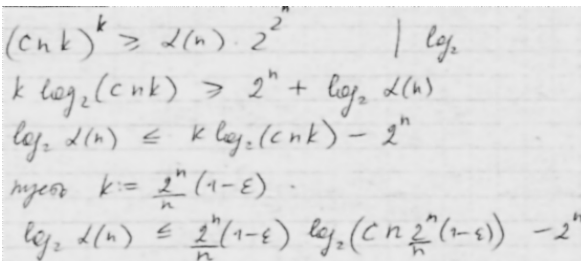 (cnk)^k ⩾ α(n) · 2^{2^n} | log₂
k log₂(cnk) ⩾ 2^n + log₂ α(n)
log₂ α(n) ≤ k log₂(cnk) − 2^n
пусть k := 2^n/n (1−ε) .
log₂ α(n) ≤ 2^n/n (1−ε) log₂(cn 2^n/n (1−ε)) − 2^n